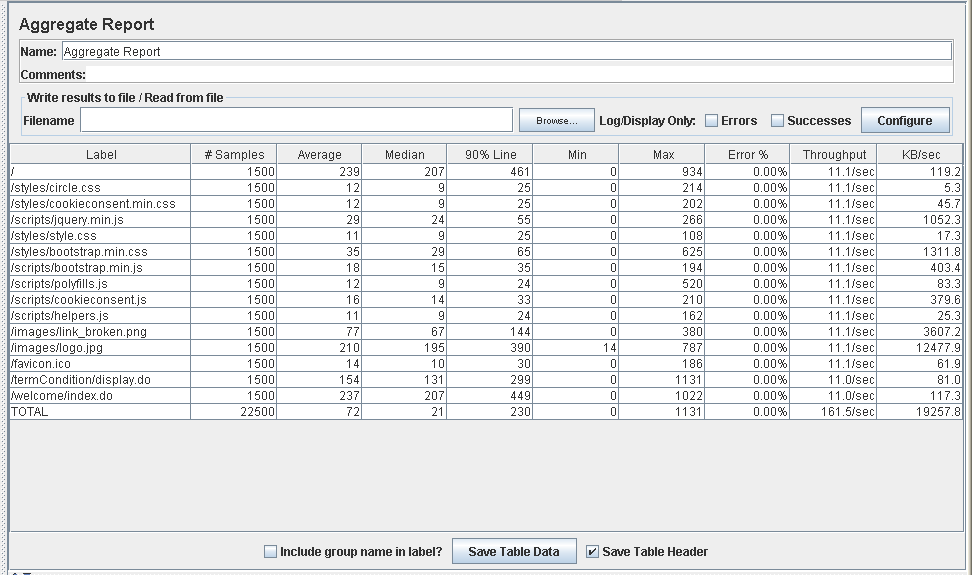 Aggregate Report
Name: Aggregate Report
Comments:
Write results to file / Read from file
Filename Browse... Log/Display Only: Errors Successes Configure
Label # Samples Average Median 90% Line Min Max Error % Throughput KB/sec
/ 1500 239 207 461 0 934 0.00% 11.1/sec 119.2
/styles/circle.css 1500 12 9 25 0 214 0.00% 11.1/sec 5.3
/styles/cookieconsent.min.css 1500 12 9 25 0 202 0.00% 11.1/sec 45.7
/scripts/jquery.min.js 1500 29 24 55 0 266 0.00% 11.1/sec 1052.3
/styles/style.css 1500 11 9 25 0 108 0.00% 11.1/sec 17.3
/styles/bootstrap.min.css 1500 35 29 65 0 625 0.00% 11.1/sec 1311.8
/scripts/bootstrap.min.js 1500 18 15 35 0 194 0.00% 11.1/sec 403.4
/scripts/polyfills.js 1500 12 9 24 0 520 0.00% 11.1/sec 83.3
/scripts/cookieconsent.js 1500 16 14 33 0 210 0.00% 11.1/sec 379.6
/scripts/helpers.js 1500 11 9 24 0 162 0.00% 11.1/sec 25.3
/images/link_broken.png 1500 77 67 144 0 380 0.00% 11.1/sec 3607.2
/images/logo.jpg 1500 210 195 390 14 787 0.00% 11.1/sec 12477.9
/favicon.ico 1500 14 10 30 0 186 0.00% 11.1/sec 61.9
/termCondition/display.do 1500 154 131 299 0 1131 0.00% 11.0/sec 81.0
/welcome/index.do 1500 237 207 449 0 1022 0.00% 11.0/sec 117.3
TOTAL 22500 72 21 230 0 1131 0.00% 161.5/sec 19257.8
Include group name in label? Save Table Data Save Table Header